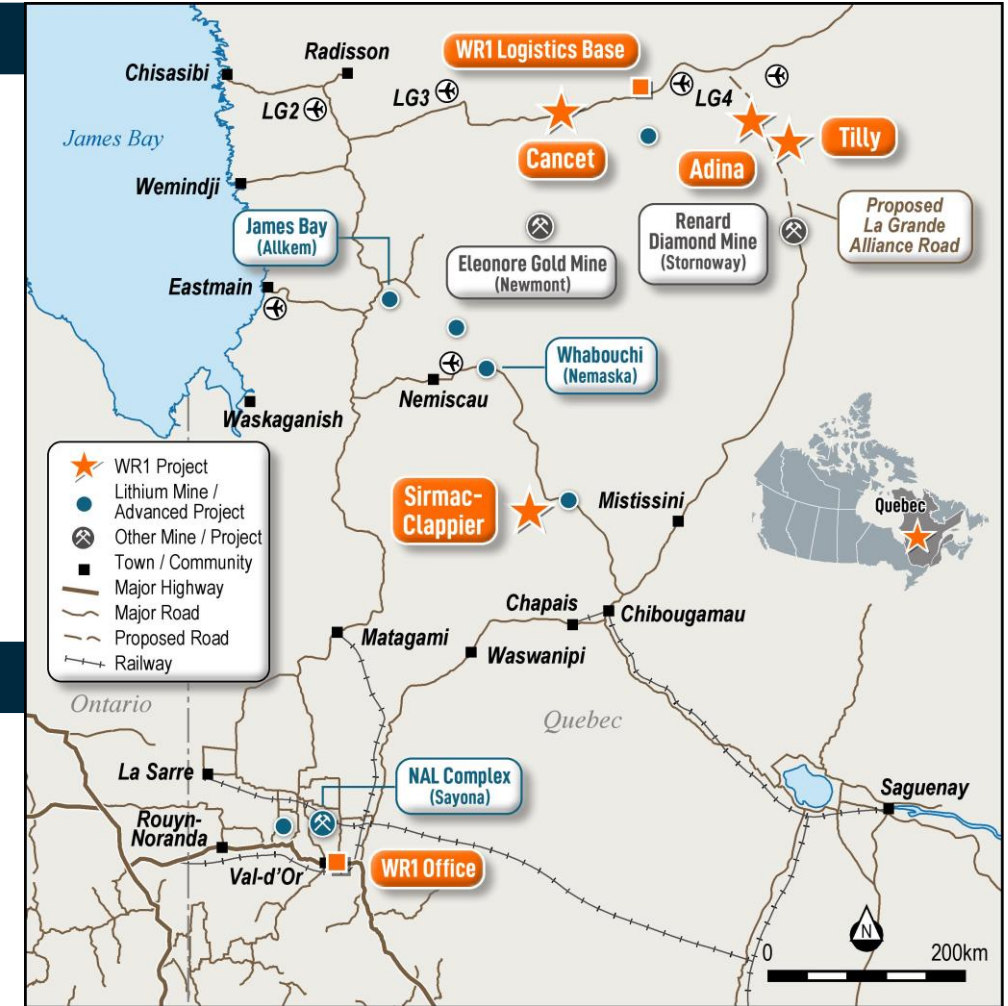 WR1 Logistics Base
Radisson
Chisasibi
LG2
LG3
LG4
James Bay
Cancet
Adina
Tilly
Wemindji
James Bay
(Allkem)
Eleonore Gold Mine
(Newmont)
Renard
Diamond Mine
(Stornoway)
Proposed
La Grande
Alliance Road
Eastmain
Whabouchi
(Nemaska)
Nemiscau
Waskaganish
WR1 Project
Lithium Mine /
Advanced Project
Other Mine / Project
Town / Community
Major Highway
Major Road
Proposed Road
Railway
Sirmac-
Clappier
Mistissini
Quebec
Chapais
Chibougamau
Matagami
Waswanipi
Ontario
Quebec
La Sarre
NAL Complex
(Sayona)
Saguenay
Rouyn-
Noranda
Val-d'Or
WR1 Office
N
0
200km